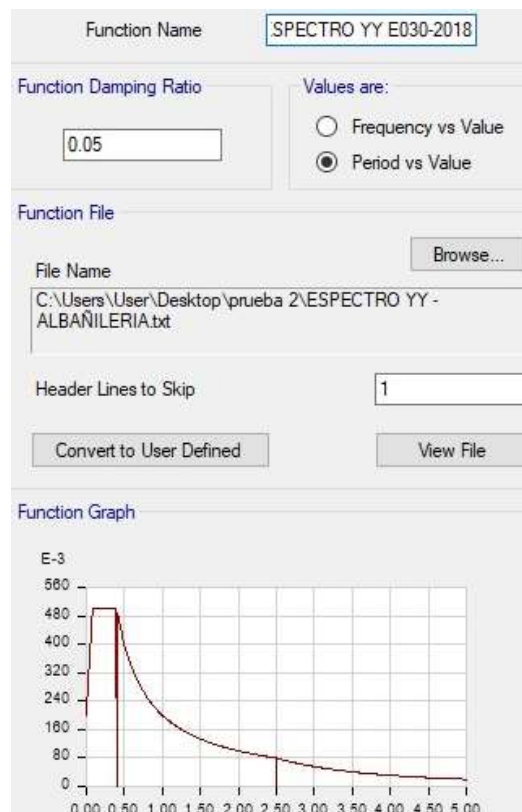 Function Name
SPECTRO YY E030-2018
Function Damping Ratio
Values are:
0.05
Frequency vs Value
Period vs Value
Function File
Browse...
File Name
C:\Users\User\Desktop\prueba 2\ESPECTRO YY -
ALBAÑILERIA.txt
Header Lines to Skip
1
Convert to User Defined
View File
Function Graph
E-3
560
480
400
320
240
160
80
0
0.00 0.50 1.00 1.50 2.00 2.50 3.00 3.50 4.00 4.50 5.00